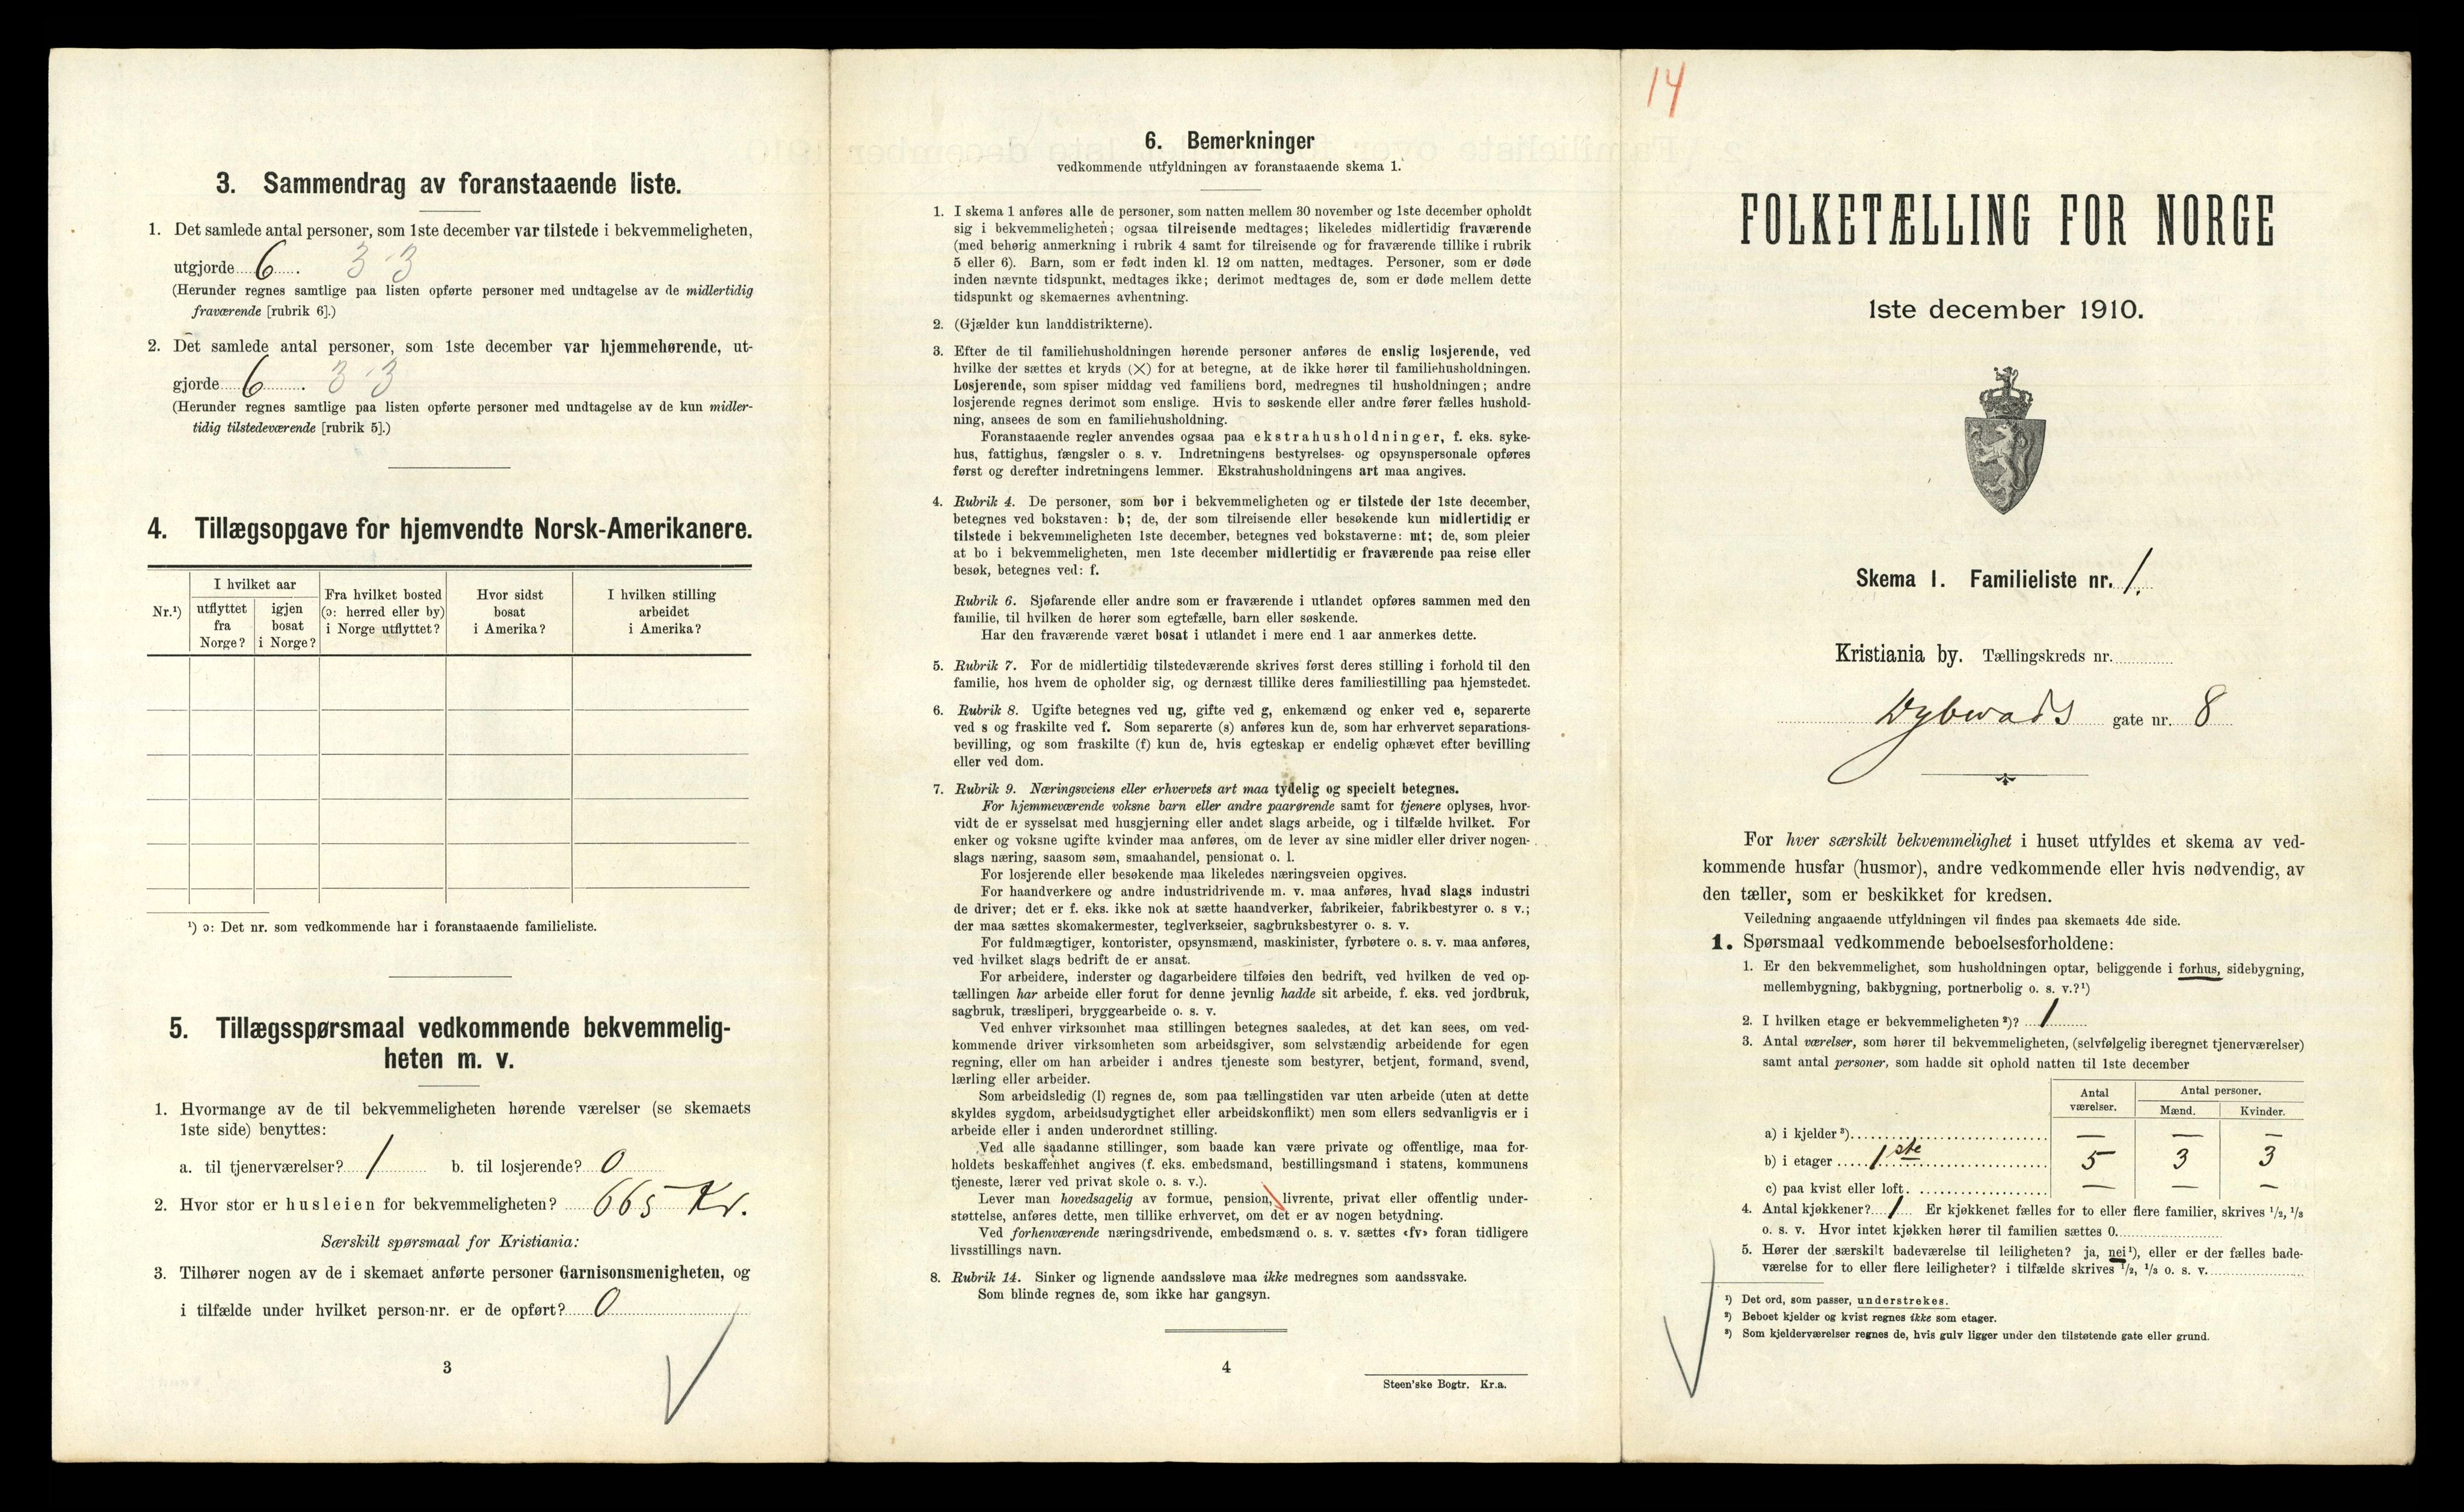 3. Sammendrag av foranstaaende liste.
1. Det samlede antal personer, som 1ste december var tilstede i bekvemmeligheten,
utgjorde 6 . 3-3
(Herunder regnes samtlige paa listen opførte personer med undtagelse av de midlertidig
fraværende [rubrik 6].)
2. Det samlede antal personer, som 1ste december var hjemmehørende, ut-
gjorde 6 . 3-3
(Herunder regnes samtlige paa listen opførte personer med undtagelse av de kun midler-
tidig tilstedeværende [rubrik 5].)
4. Tillægsopgave for hjemvendte Norsk-Amerikanere.
Nr.¹)
I hvilket aar
utflyttet
fra
Norge?
igjen
bosat
i Norge?
Fra hvilket bosted
(ɔ: herred eller by)
i Norge utflyttet?
Hvor sidst
bosat
i Amerika?
I hvilken stilling
arbeidet
i Amerika?
¹) ɔ: Det nr. som vedkommende har i foranstaaende familieliste.
5. Tillægsspørsmaal vedkommende bekvemmelig-
heten m. v.
1. Hvormange av de til bekvemmeligheten hørende værelser (se skemaets
1ste side) benyttes:
a. til tjenerværelser? 1 b. til losjerende? 0
2. Hvor stor er husleien for bekvemmeligheten? 665 Kr.
Særskilt spørsmaal for Kristiania:
3. Tilhører nogen av de i skemaet anførte personer Garnisonsmenigheten, og
i tilfælde under hvilket person-nr. er de opført? 0
3
6. Bemerkninger
vedkommende utfyldningen av foranstaaende skema 1.
1. I skema 1 anføres alle de personer, som natten mellem 30 november og 1ste december opholdt
sig i bekvemmeligheten; ogsaa tilreisende medtages; likeledes midlertidig fraværende
(med behørig anmerkning i rubrik 4 samt for tilreisende og for fraværende tillike i rubrik
5 eller 6). Barn, som er født inden kl. 12 om natten, medtages. Personer, som er døde
inden nævnte tidspunkt, medtages ikke; derimot medtages de, som er døde mellem dette
tidspunkt og skemaernes avhentning.
2. (Gjælder kun landdistrikterne).
3. Efter de til familiehusholdningen hørende personer anføres de enslig losjerende, ved
hvilke der sættes et kryds (×) for at betegne, at de ikke hører til familiehusholdningen.
Losjerende, som spiser middag ved familiens bord, medregnes til husholdningen; andre
losjerende regnes derimot som enslige. Hvis to søskende eller andre fører fælles hushold-
ning, ansees de som en familiehusholdning.
Foranstaaende regler anvendes ogsaa paa ekstrahusholdninger, f. eks. syke-
hus, fattighus, fængsler o. s. v. Indretningens bestyrelses- og opsynspersonale opføres
først og derefter indretningens lemmer. Ekstrahusholdningens art maa angives.
4. Rubrik 4. De personer, som bor i bekvemmeligheten og er tilstede der 1ste december,
betegnes ved bokstaven: b; de, der som tilreisende eller besøkende kun midlertidig er
tilstede i bekvemmeligheten 1ste december, betegnes ved bokstaverne: mt; de, som pleier
at bo i bekvemmeligheten, men 1ste december midlertidig er fraværende paa reise eller
besøk, betegnes ved: f.
Rubrik 6. Sjøfarende eller andre som er fraværende i utlandet opføres sammen med den
familie, til hvilken de hører som egtefælle, barn eller søskende.
Har den fraværende været bosat i utlandet i mere end 1 aar anmerkes dette.
5. Rubrik 7. For de midlertidig tilstedeværende skrives først deres stilling i forhold til den
familie, hos hvem de opholder sig, og dernæst tillike deres familiestilling paa hjemstedet.
6. Rubrik 8. Ugifte betegnes ved ug, gifte ved g, enkemænd og enker ved e, separerte
ved s og fraskilte ved f. Som separerte (s) anføres kun de, som har erhvervet separations-
bevilling, og som fraskilte (f) kun de, hvis egteskap er endelig ophævet efter bevilling
eller ved dom.
7. Rubrik 9. Næringsveiens eller erhvervets art maa tydelig og specielt betegnes.
For hjemmeværende voksne barn eller andre paarørende samt for tjenere oplyses, hvor-
vidt de er sysselsat med husgjerning eller andet slags arbeide, og i tilfælde hvilket. For
enker og voksne ugifte kvinder maa anføres, om de lever av sine midler eller driver nogen-
slags næring, saasom søm, smaahandel, pensionat o. l.
For losjerende eller besøkende maa likeledes næringsveien opgives.
For haandverkere og andre industridrivende m. v. maa anføres, hvad slags industri
de driver; det er f. eks. ikke nok at sætte haandverker, fabrikeier, fabrikbestyrer o. s. v.;
der maa sættes skomakermester, teglverkseier, sagbruksbestyrer o. s. v.
For fuldmægtiger, kontorister, opsynsmænd, maskinister, fyrbøtere o. s. v. maa anføres,
ved hvilket slags bedrift de er ansat.
For arbeidere, inderster og dagarbeidere tilføies den bedrift, ved hvilken de ved op-
tællingen har arbeide eller forut for denne jevnlig hadde sit arbeide, f. eks. ved jordbruk,
sagbruk, træsliperi, bryggearbeide o. s. v.
Ved enhver virksomhet maa stillingen betegnes saaledes, at det kan sees, om ved-
kommende driver virksomheten som arbeidsgiver, som selvstændig arbeidende for egen
regning, eller om han arbeider i andres tjeneste som bestyrer, betjent, formand, svend,
lærling eller arbeider.
Som arbeidsledig (l) regnes de, som paa tællingstiden var uten arbeide (uten at dette
skyldes sygdom, arbeidsudygtighet eller arbeidskonflikt) men som ellers sedvanligvis er i
arbeide eller i anden underordnet stilling.
Ved alle saadanne stillinger, som baade kan være private og offentlige, maa for-
holdets beskaffenhet angives (f. eks. embedsmand, bestillingsmand i statens, kommunens
tjeneste, lærer ved privat skole o. s. v.).
Lever man hovedsagelig av formue, pension, livrente, privat eller offentlig under-
støttelse, anføres dette, men tillike erhvervet, om det er av nogen betydning.
Ved forhenværende næringsdrivende, embedsmænd o. s. v. sættes «fv» foran tidligere
livsstillings navn.
8. Rubrik 14. Sinker og lignende aandssløve maa ikke medregnes som aandssvake.
Som blinde regnes de, som ikke har gangsyn.
4
Steen'ske Bogtr. Kr.a.
14
FOLKETÆLLING FOR NORGE
1ste december 1910.
Skema 1. Familieliste nr. 1.
Kristiania by. Tællingskreds nr.
Dybwads gate nr. 8
For hver særskilt bekvemmelighet i huset utfyldes et skema av ved-
kommende husfar (husmor), andre vedkommende eller hvis nødvendig, av
den tæller, som er beskikket for kredsen.
Veiledning angaaende utfyldningen vil findes paa skemaets 4de side.
1. Spørsmaal vedkommende beboelsesforholdene:
1. Er den bekvemmelighet, som husholdningen optar, beliggende i forhus, sidebygning,
mellembygning, bakbygning, portnerbolig o. s. v.?¹)
2. I hvilken etage er bekvemmeligheten²)? 1
3. Antal værelser, som hører til bekvemmeligheten, (selvfølgelig iberegnet tjenerværelser)
samt antal personer, som hadde sit ophold natten til 1ste december
Antal
værelser.
Antal personer.
Mænd. Kvinder.
a) i kjelder³) — — —
b) i etager 1ste 5 3 3
c) paa kvist eller loft. — — —
4. Antal kjøkkener? 1 Er kjøkkenet fælles for to eller flere familier, skrives 1/2, 1/3
o. s. v. Hvor intet kjøkken hører til familien sættes 0.
5. Hører der særskilt badeværelse til leiligheten? ja, nei¹), eller er der fælles bade-
værelse for to eller flere leiligheter? i tilfælde skrives 1/2, 1/3 o. s. v.
¹) Det ord, som passer, understrekes.
²) Beboet kjelder og kvist regnes ikke som etager.
³) Som kjelderværelser regnes de, hvis gulv ligger under den tilstøtende gate eller grund.